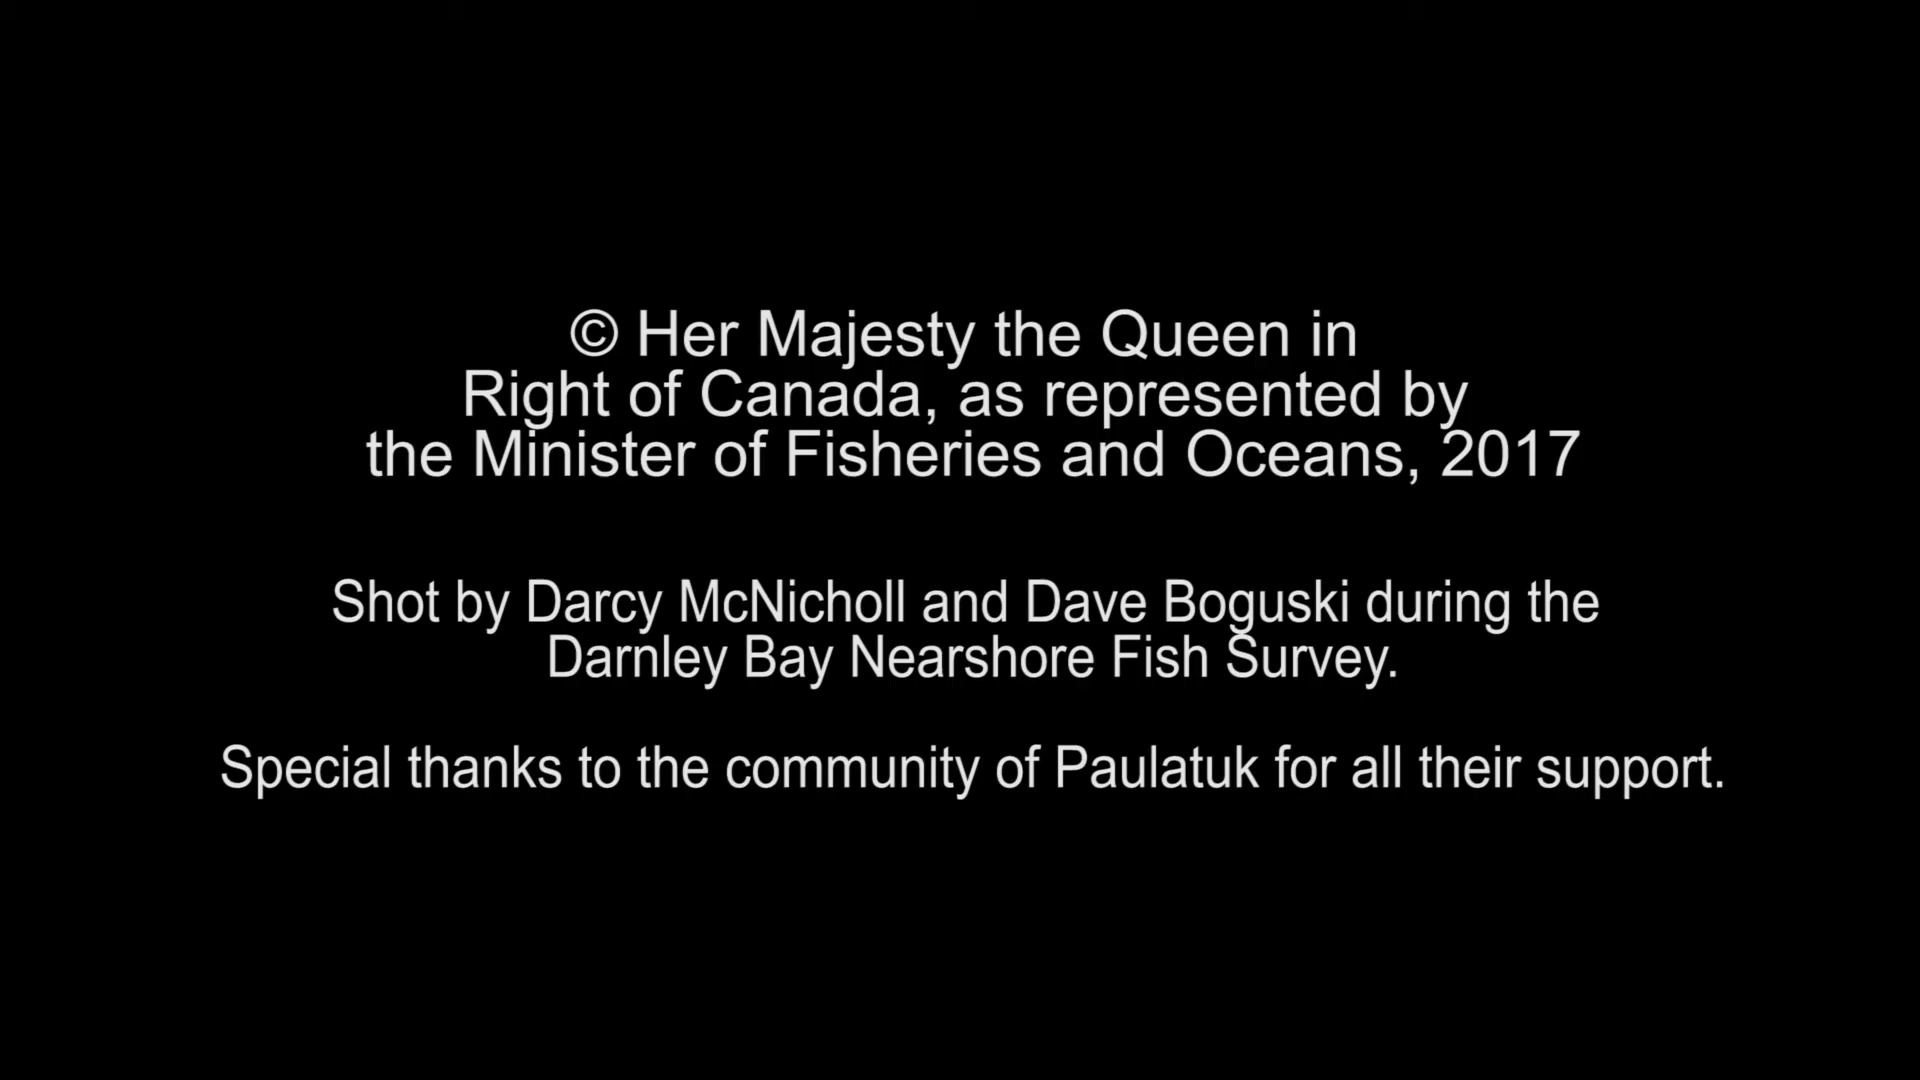 © Her Majesty the Queen in
Right of Canada, as represented by
the Minister of Fisheries and Oceans, 2017
Shot by Darcy McNicholl and Dave Boguski during the
Darnley Bay Nearshore Fish Survey.
Special thanks to the community of Paulatuk for all their support.